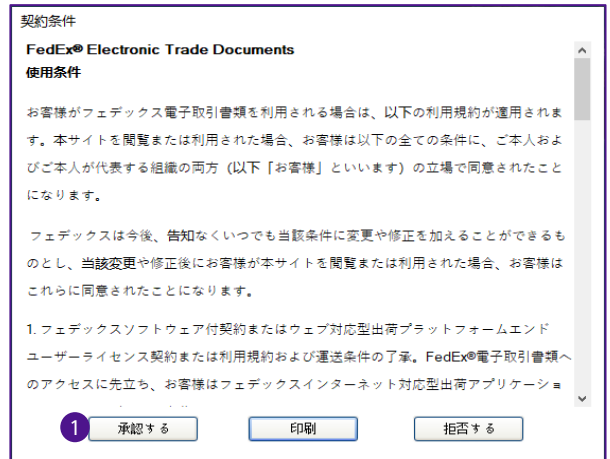 契約条件
FedEx® Electronic Trade Documents
使用条件
お客様がフェデックス電子取引書類を利用される場合は、以下の利用規約が適用されま
す。本サイトを閲覧または利用された場合、お客様は以下の全ての条件に、ご本人およ
びご本人が代表する組織の両方（以下「お客様」といいます）の立場で同意されたこと
になります。
フェデックスは今後、告知なくいつでも当該条件に変更や修正を加えることができるも
のとし、当該変更や修正後にお客様が本サイトを閲覧または利用された場合、お客様は
これらに同意されたことになります。
1. フェデックスソフトウェア付契約またはウェブ対応型出荷プラットフォームエンド
ユーザーライセンス契約または利用規約および運送条件の了承。FedEx®電子取引書類へ
のアクセスに先立ち、お客様はフェデックスインターネット対応型出荷アプリケーショ
1 承認する 印刷 拒否する